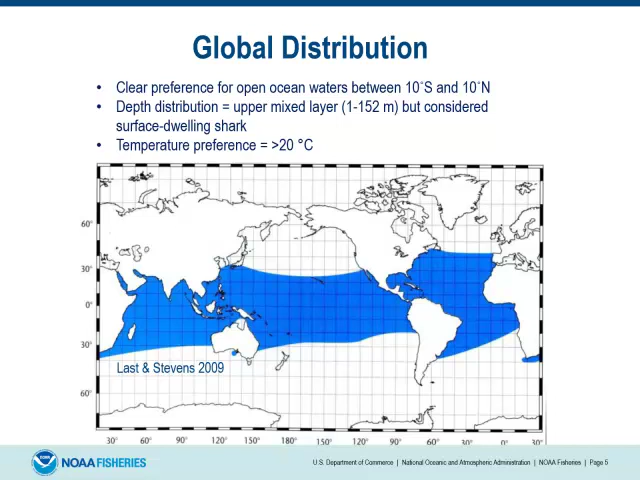 Global Distribution
• Clear preference for open ocean waters between 10˚S and 10˚N
• Depth distribution = upper mixed layer (1-152 m) but considered
surface-dwelling shark
• Temperature preference = >20 °C
60°
30°
0°
30°
60°
Last & Stevens 2009
30° 60° 90° 120° 150° 180° 150° 120° 90° 60° 30° 0° 30°
NOAA FISHERIES
U.S. Department of Commerce | National Oceanic and Atmospheric Administration | NOAA Fisheries | Page 5